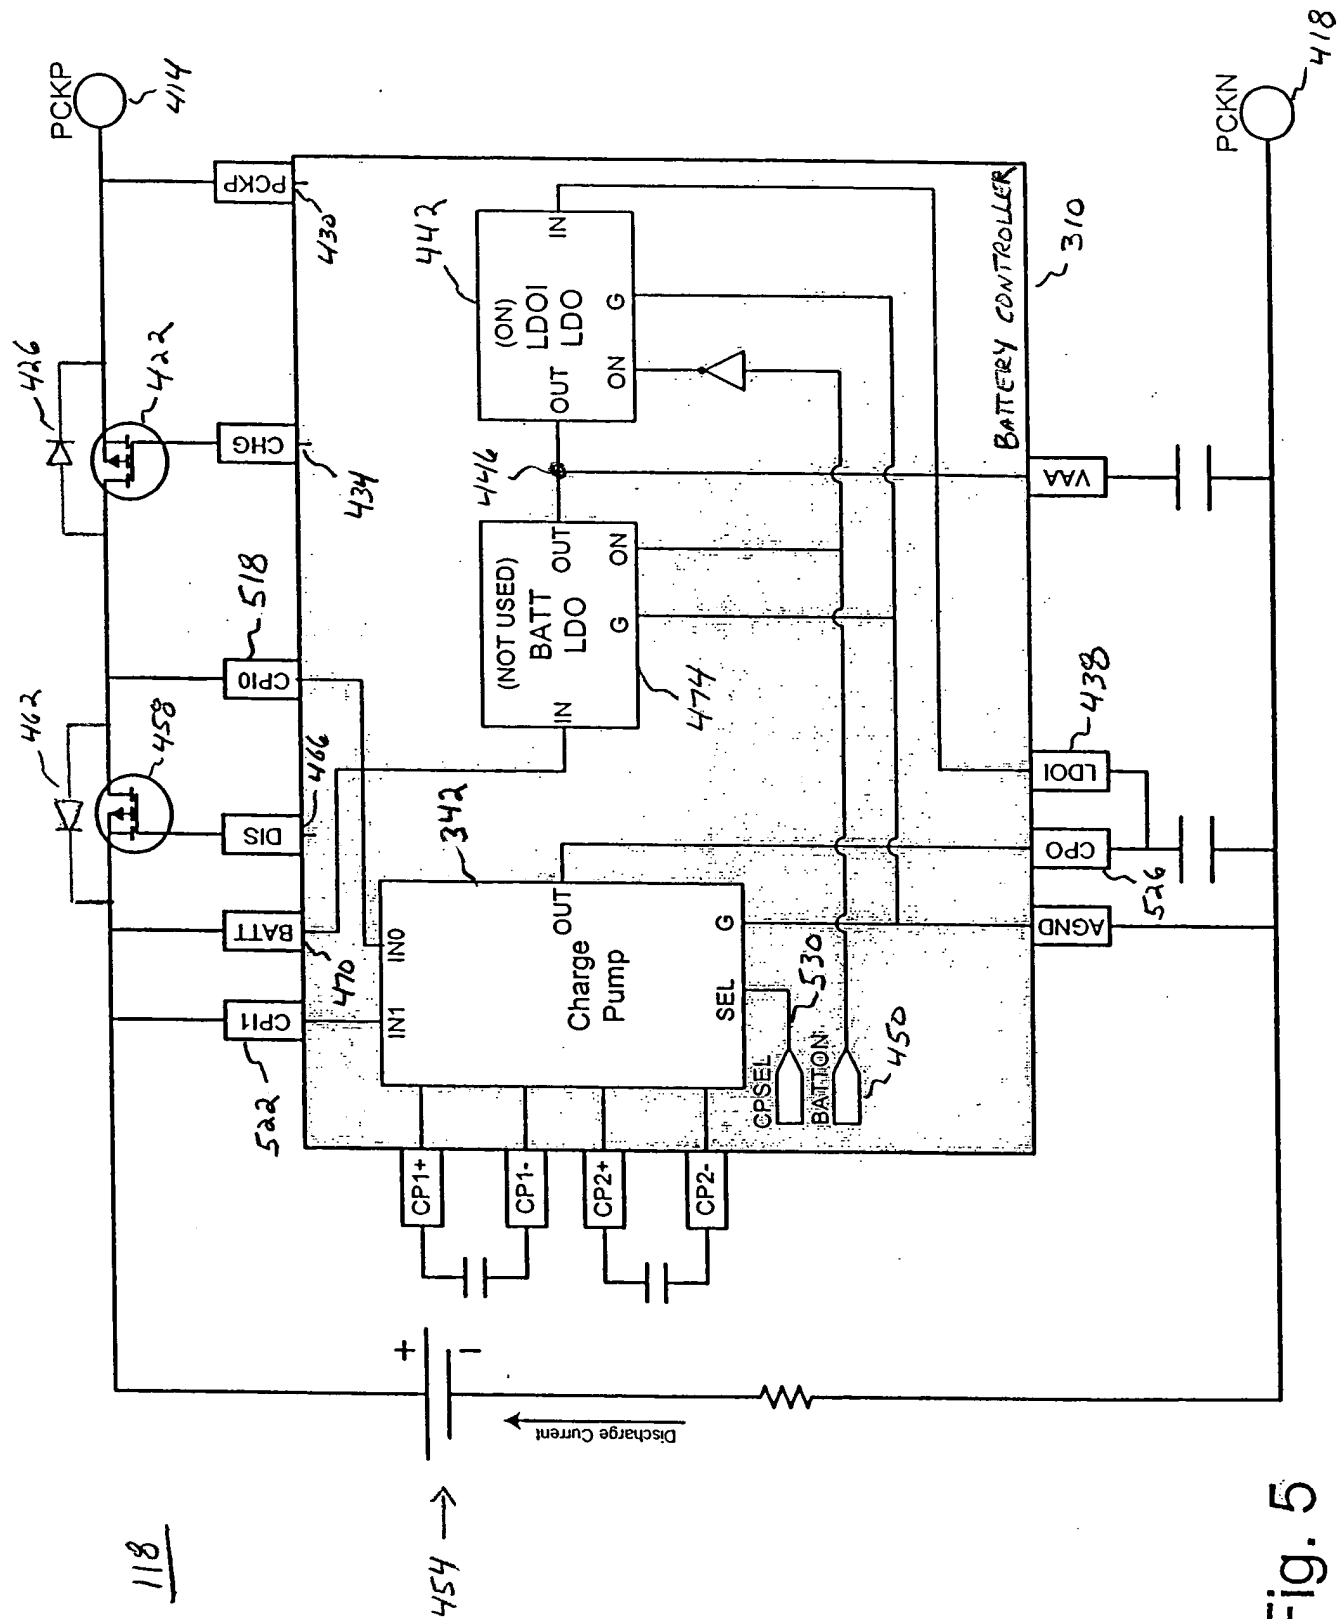 118
454
Discharge Current
+
−
462
458
426
422
PCKP
414
522
CPI1
BATT
470
DIS
466
CPI0
518
CHG
434
PCKP
430
CP1+
CP1-
CP2+
CP2-
IN1
IN0
342
Charge
Pump
OUT
SEL
G
CPSEL
530
BATTON
450
IN
(NOT USED)
BATT
LDO
OUT
G
ON
474
446
OUT
(ON)
LDOI
LDO
IN
ON
G
442
BATTERY CONTROLLER
310
AGND
CPO
526
LDOI
438
VAA
PCKN
418
Fig. 5